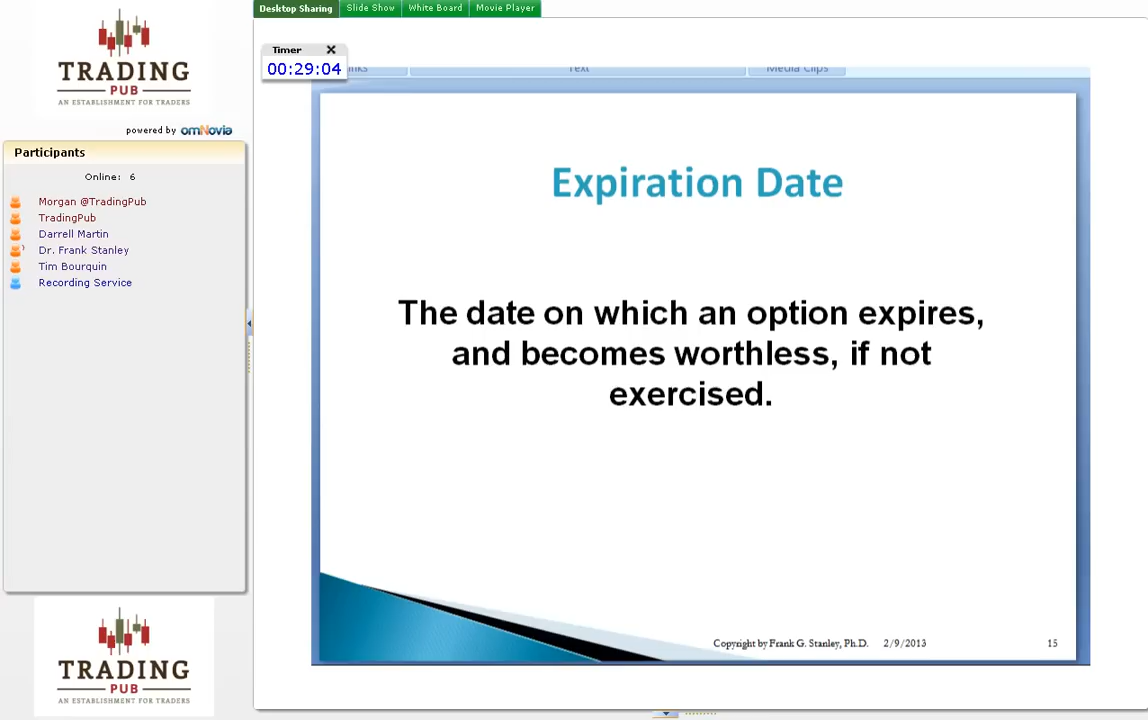 Desktop Sharing
Slide Show
White Board
Movie Player
TRADING
PUB
AN ESTABLISHMENT FOR TRADERS
powered by omNovia
Timer
00:29:04
Text
Media Clips
Participants
Online: 6
Morgan @TradingPub
TradingPub
Darrell Martin
Dr. Frank Stanley
Tim Bourquin
Recording Service
Expiration Date
The date on which an option expires,
and becomes worthless, if not
exercised.
Copyright by Frank G. Stanley, Ph.D. 2/9/2013 15
TRADING
PUB
AN ESTABLISHMENT FOR TRADERS